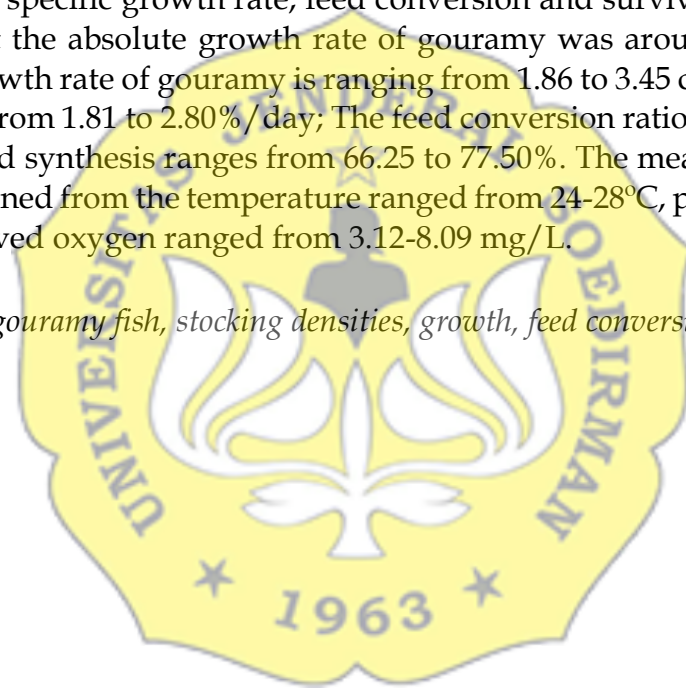 specific growth rate, feed conversion and surviv
the absolute growth rate of gouramy was arou
wth rate of gouramy is ranging from 1.86 to 3.45 c
rom 1.81 to 2.80%/day; The feed conversion ratio
d synthesis ranges from 66.25 to 77.50%. The mea
ned from the temperature ranged from 24-28°C, p
ved oxygen ranged from 3.12-8.09 mg/L.
gouramy fish, stocking densities, growth, feed conversi
UNIVERSITAS JENDERAL SOEDIRMAN
1963